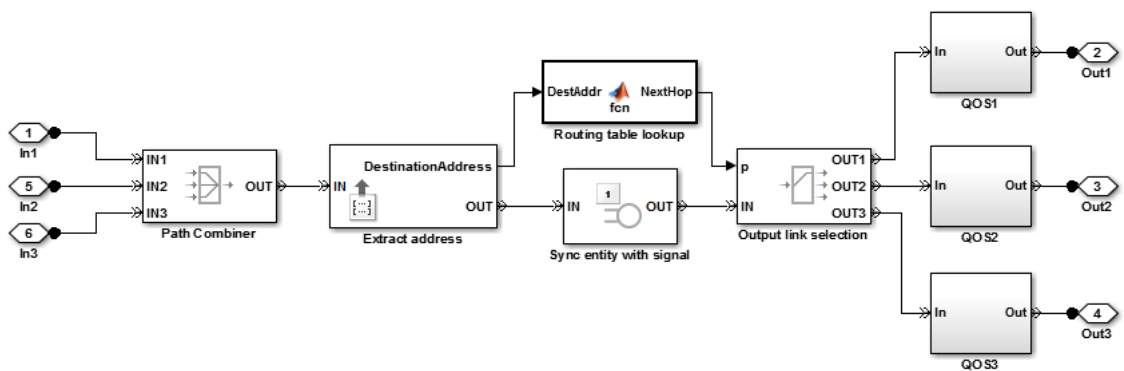 1
In1
5
In2
6
In3
IN1
IN2
IN3
OUT
Path Combiner
IN
DestinationAddress
[...]
OUT
Extract address
DestAddr
fcn
NextHop
Routing table lookup
IN
1
OUT
Sync entity with signal
p
IN
OUT1
OUT2
OUT3
Output link selection
In
Out
QOS1
2
Out1
In
Out
QOS2
3
Out2
In
Out
QOS3
4
Out3